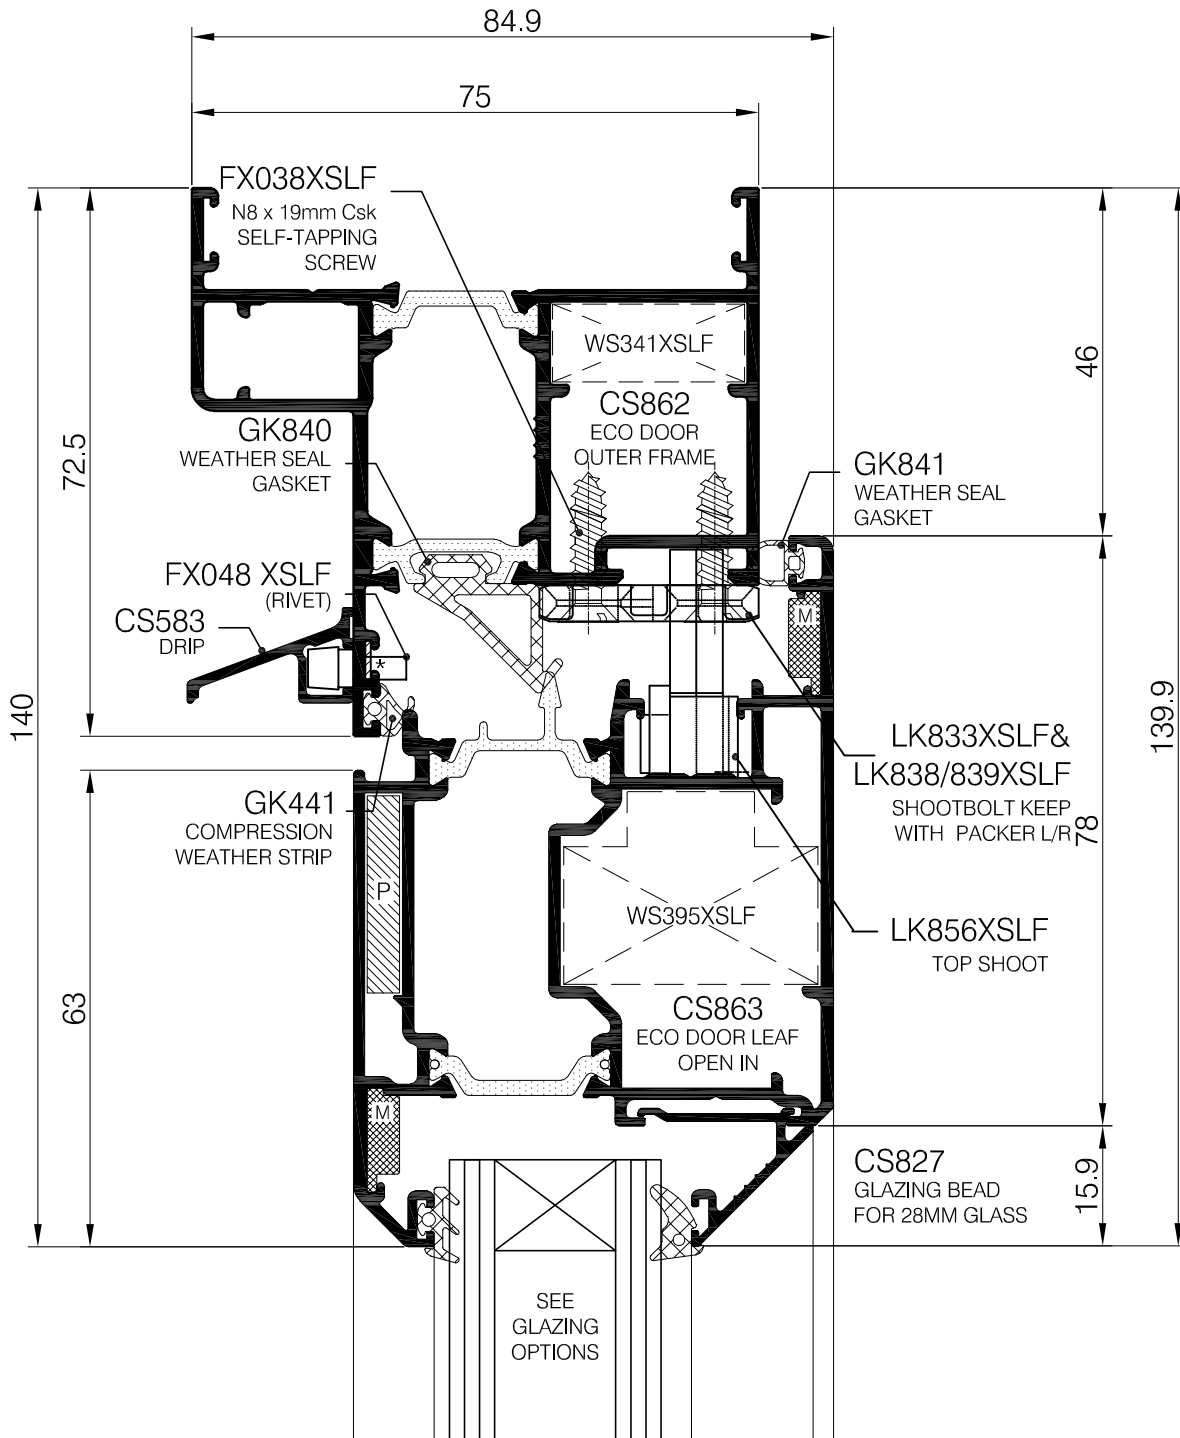 84.9
75
FX038XSLF
N8 x 19mm Csk
SELF-TAPPING
SCREW
WS341XSLF
46
CS862
ECO DOOR
OUTER FRAME
GK840
WEATHER SEAL
GASKET
72.5
GK841
WEATHER SEAL
GASKET
FX048 XSLF
(RIVET)
CS583
DRIP
M
*
140
139.9
LK833XSLF&
LK838/839XSLF
SHOOTBOLT KEEP
WITH PACKER L/R
78
GK441
COMPRESSION
WEATHER STRIP
P
WS395XSLF
LK856XSLF
TOP SHOOT
63
CS863
ECO DOOR LEAF
OPEN IN
M
CS827
GLAZING BEAD
FOR 28MM GLASS
15.9
SEE
GLAZING
OPTIONS